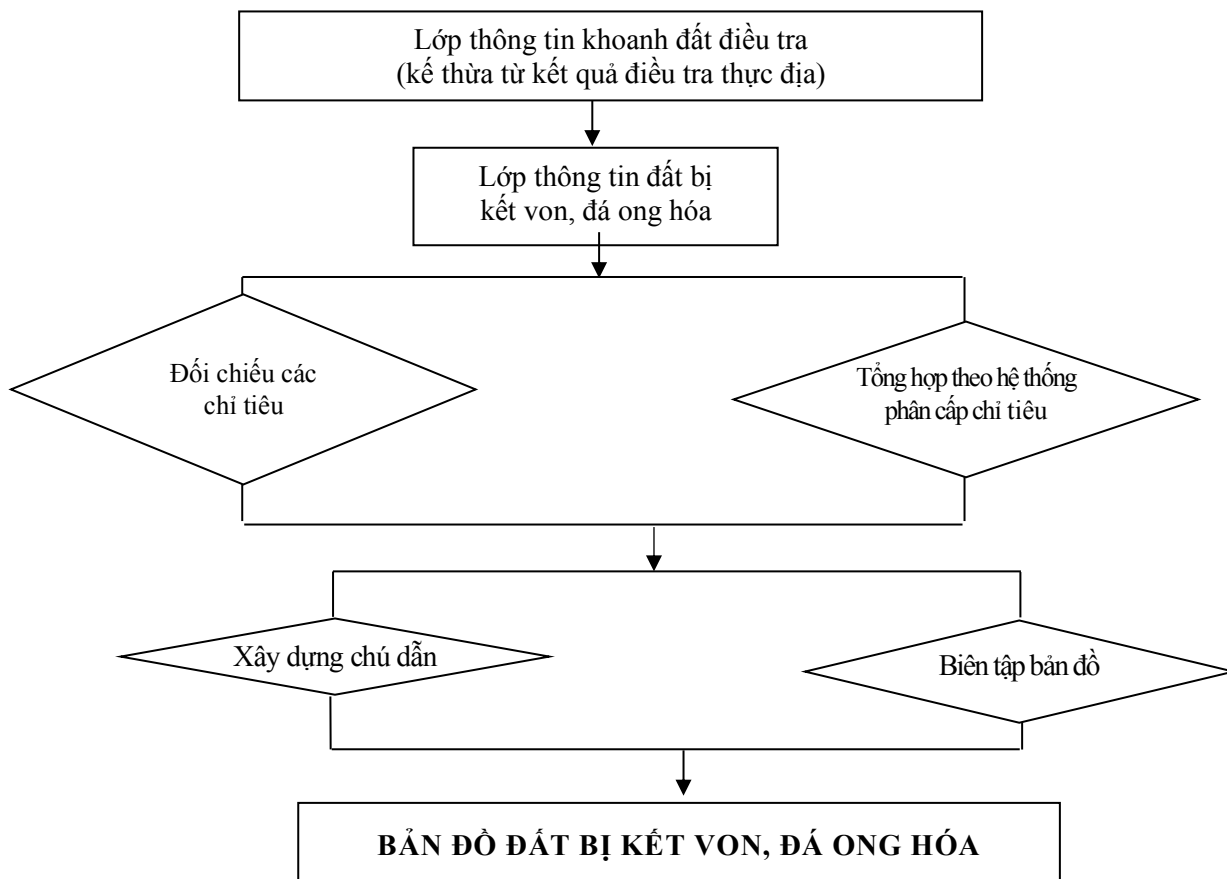 Lớp thông tin khoanh đất điều tra
(kế thừa từ kết quả điều tra thực địa)
Lớp thông tin đất bị
kết von, đá ong hóa
Đối chiếu các
chỉ tiêu
Tổng hợp theo hệ thống
phân cấp chỉ tiêu
Xây dựng chú dẫn
Biên tập bản đồ
BẢN ĐỒ ĐẤT BỊ KẾT VON, ĐÁ ONG HÓA